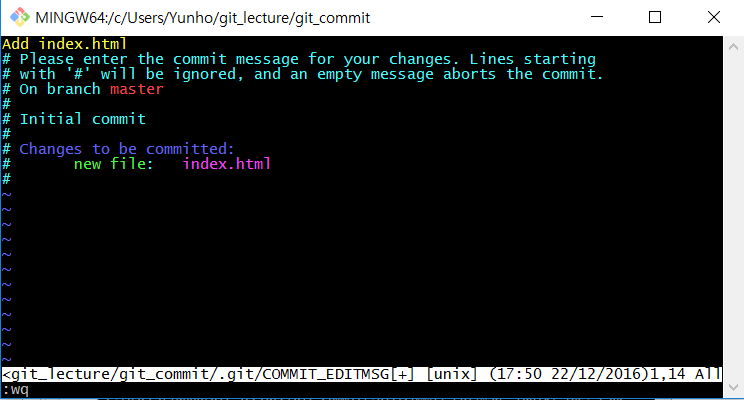 MINGW64:/c/Users/Yunho/git_lecture/git_commit
Add index.html
# Please enter the commit message for your changes. Lines starting
# with '#' will be ignored, and an empty message aborts the commit.
# On branch master
#
# Initial commit
#
# Changes to be committed:
#       new file:   index.html
#
~
~
~
~
~
~
~
~
~
~
~
~
<git_lecture/git_commit/.git/COMMIT_EDITMSG[+] [unix] (17:50 22/12/2016)1,14 All
:wq